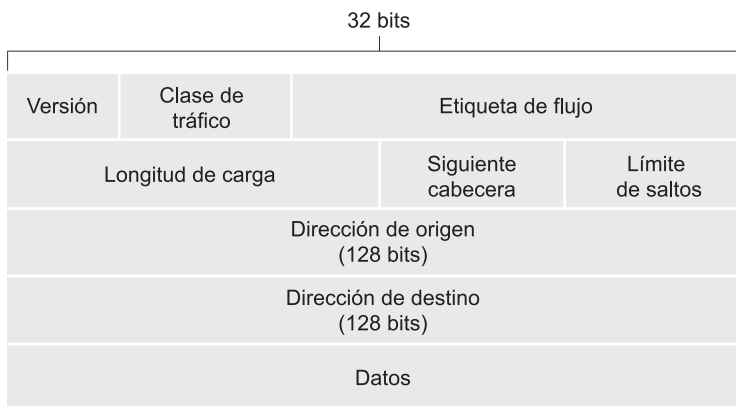 32 bits
Versión
Clase de
tráfico
Etiqueta de flujo
Longitud de carga
Siguiente
cabecera
Límite
de saltos
Dirección de origen
(128 bits)
Dirección de destino
(128 bits)
Datos